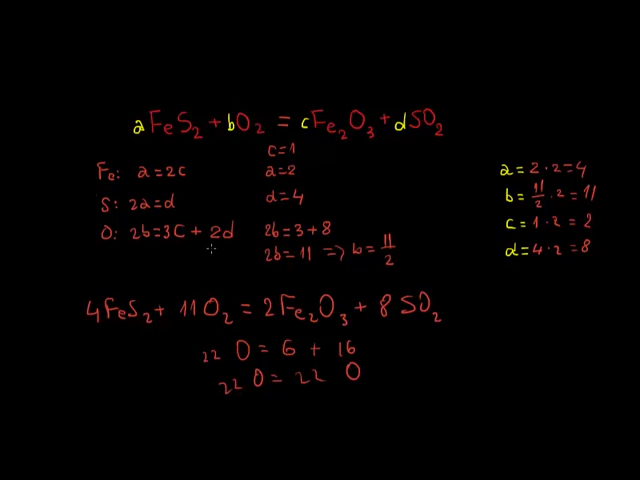 aFeS₂ + bO₂ = cFe₂O₃ + dSO₂
c=1
Fe: a=2c
a=2
S: 2a=d
d=4
O: 2b=3c + 2d
2b=3+8
2b=11 => b= 11/2
a=2·2=4
b= 11/2 ·2=11
c=1·2=2
d=4·2=8
4FeS₂ + 11O₂ = 2Fe₂O₃ + 8SO₂
22 O = 6 + 16
22 O = 22 O